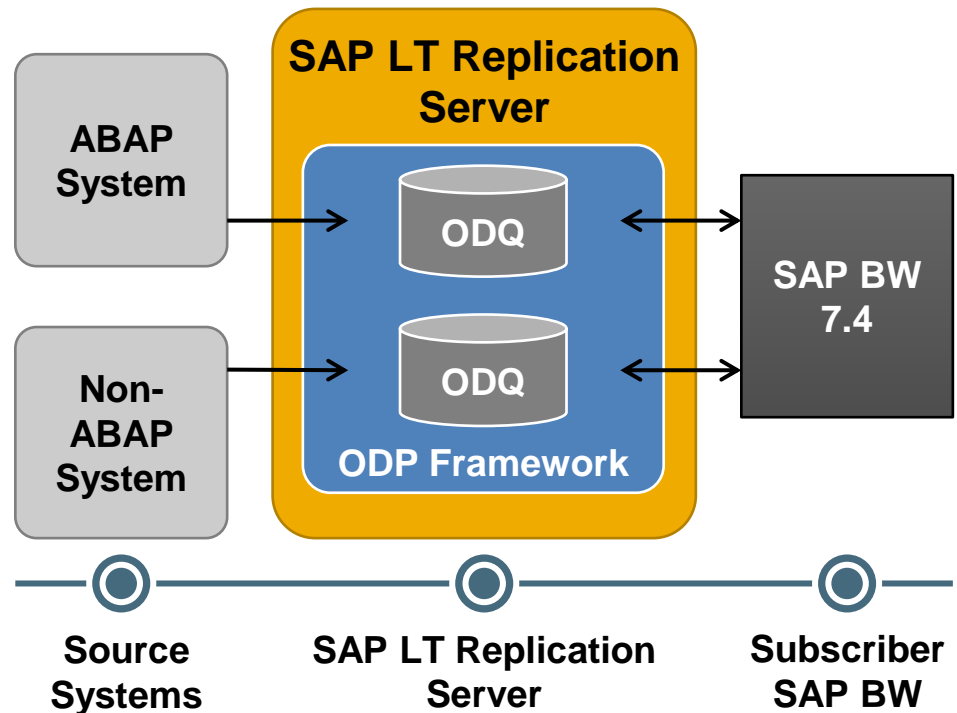 SAP LT Replication
Server
ABAP
System
ODQ
SAP BW
7.4
Non-
ABAP
System
ODQ
ODP Framework
Source
Systems
SAP LT Replication
Server
Subscriber
SAP BW